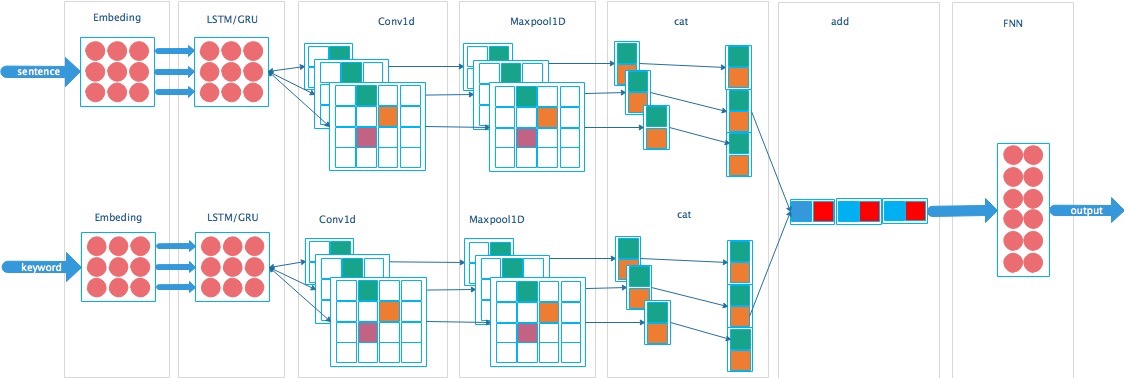 Embeding
LSTM/GRU
Conv1d
Maxpool1D
cat
add
FNN
sentence
Embeding
LSTM/GRU
Conv1d
Maxpool1D
cat
output
keyword